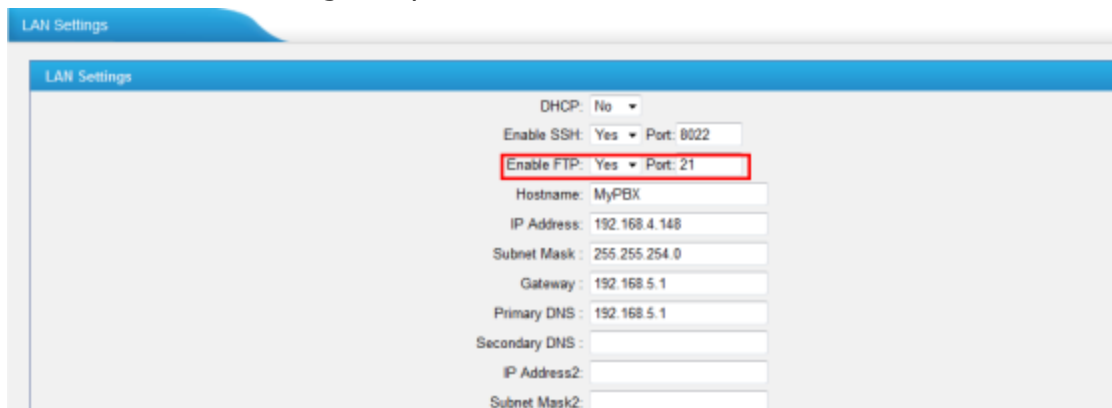 LAN Settings
LAN Settings
DHCP: No
Enable SSH: Yes Port: 8022
Enable FTP: Yes Port: 21
Hostname: MyPBX
IP Address: 192.168.4.148
Subnet Mask : 255.255.254.0
Gateway : 192.168.5.1
Primary DNS : 192.168.5.1
Secondary DNS :
IP Address2:
Subnet Mask2: